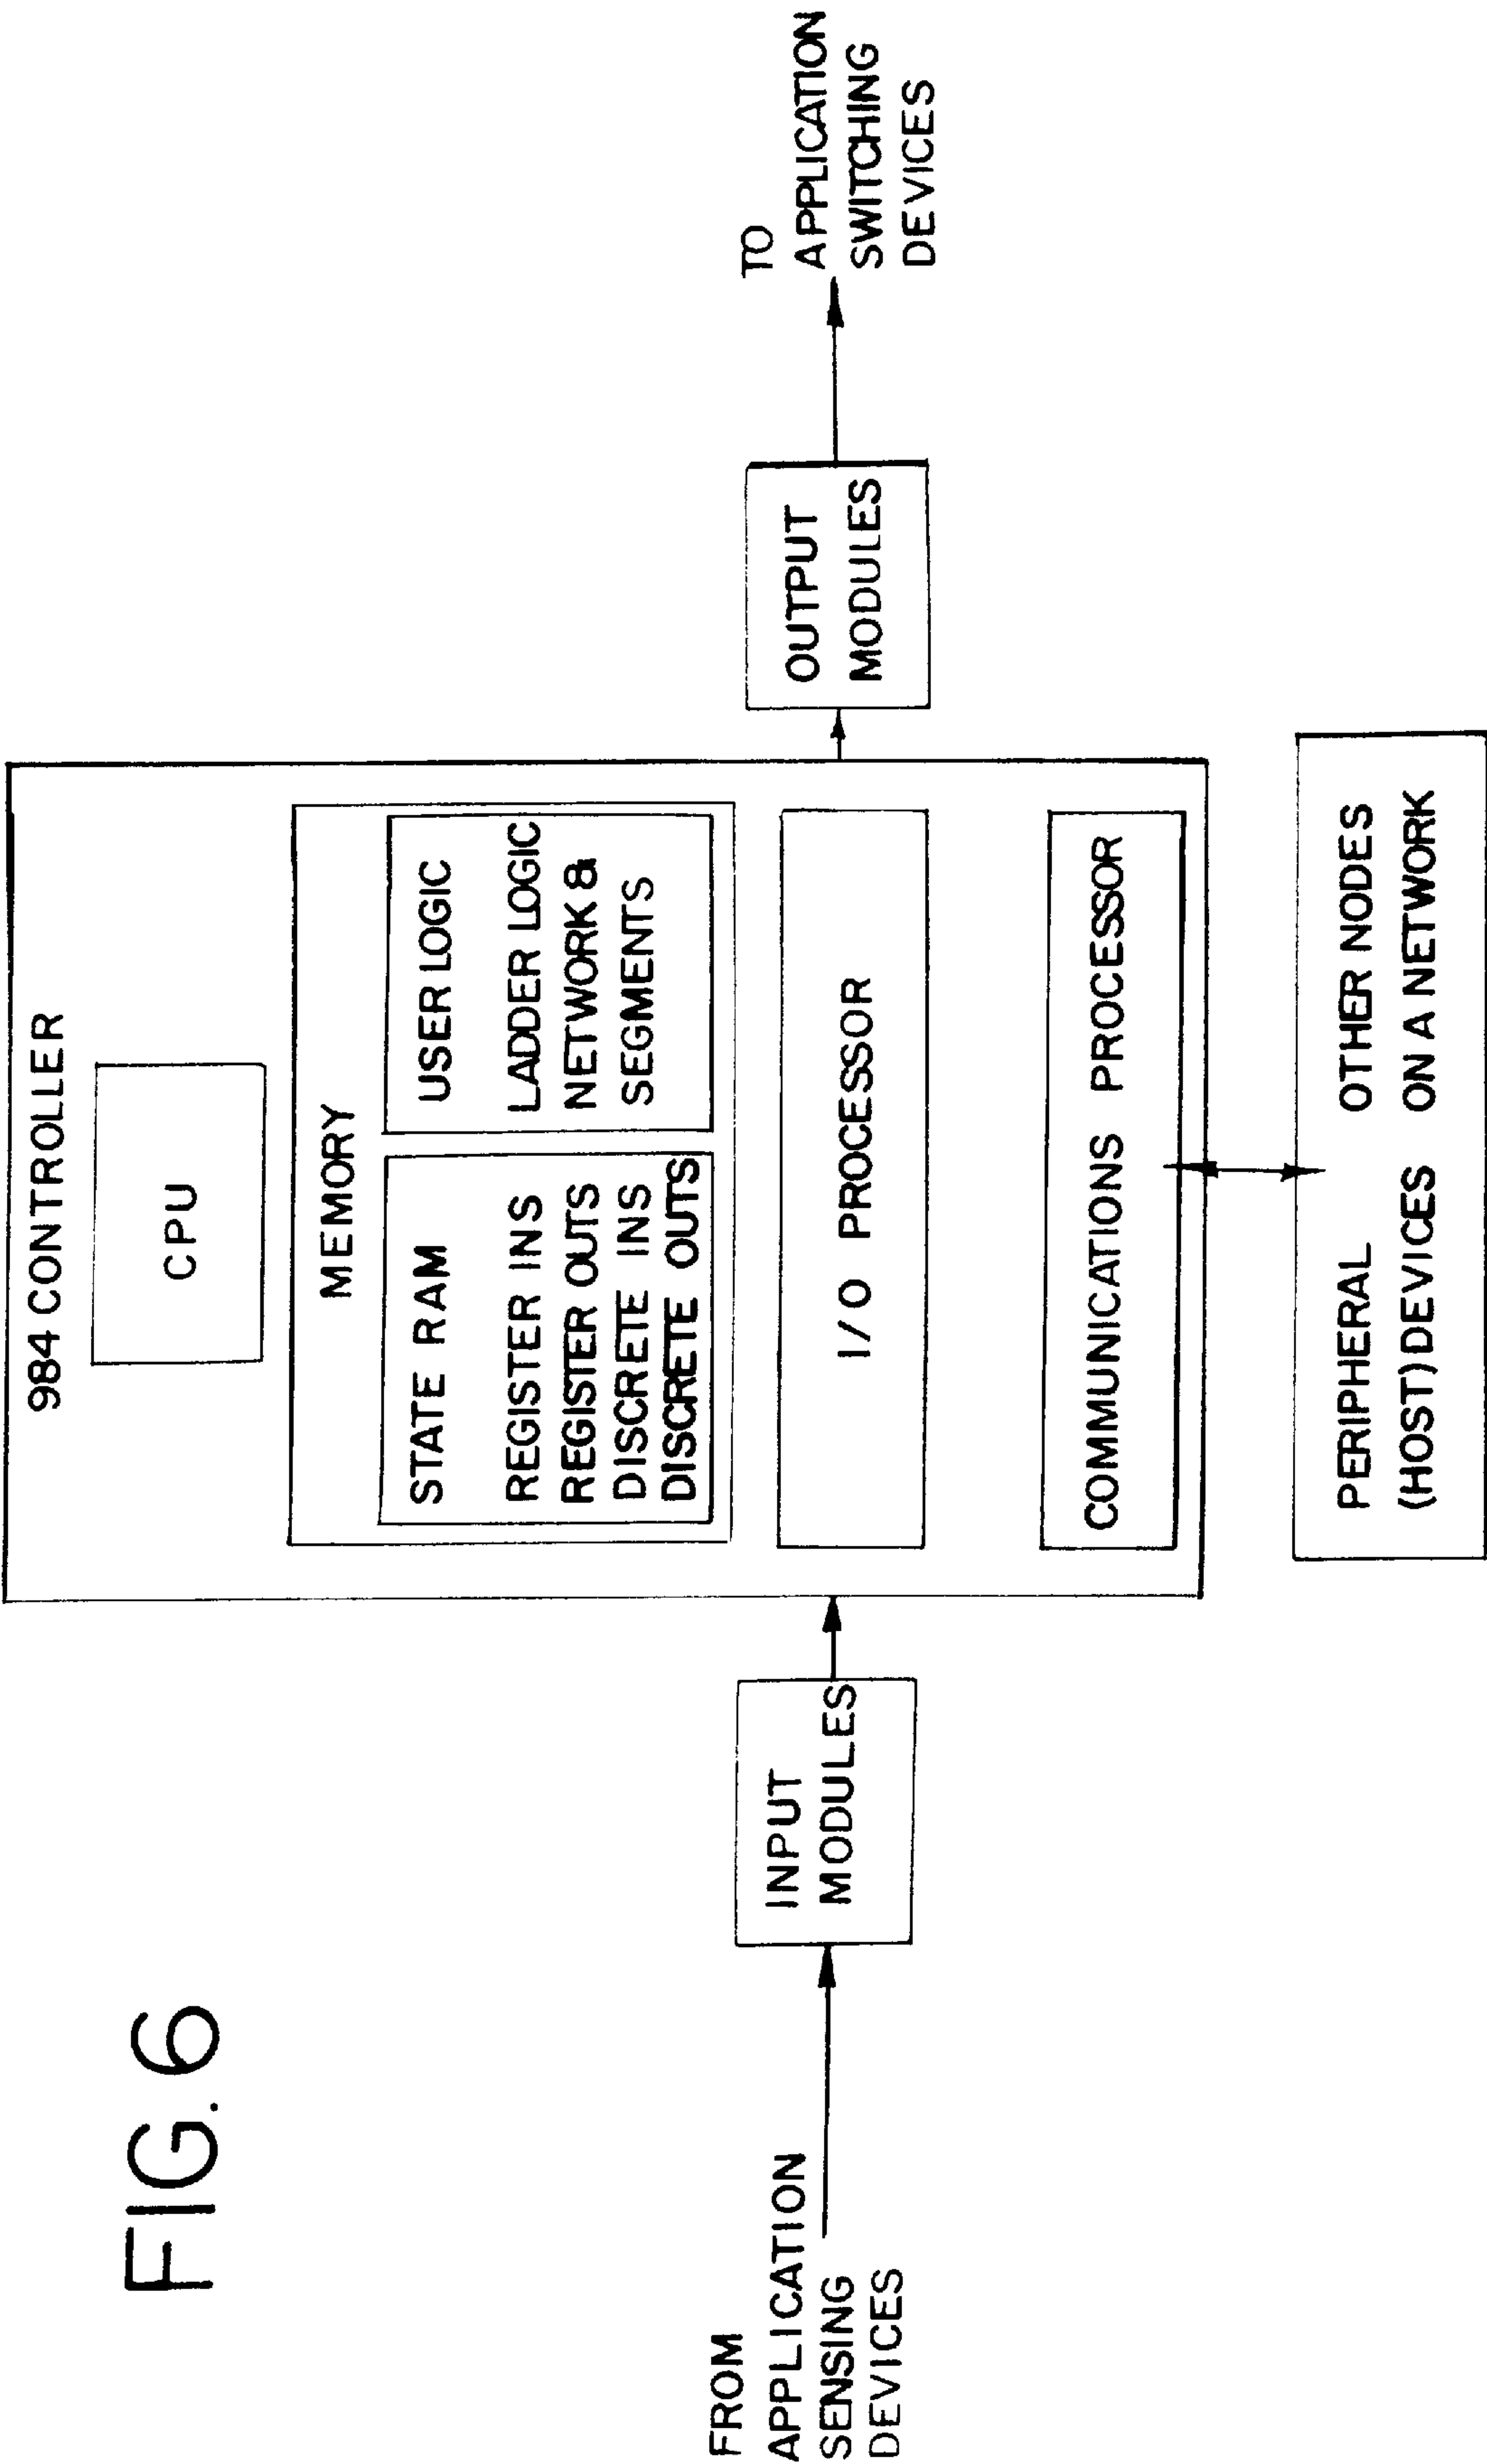 FIG. 6
984 CONTROLLER
CPU
MEMORY
STATE RAM
REGISTER INS
REGISTER OUTS
DISCRETE INS
DISCRETE OUTS
USER LOGIC
LADDER LOGIC
NETWORK &
SEGMENTS
I/O PROCESSOR
COMMUNICATIONS PROCESSOR
FROM
APPLICATION
SENSING
DEVICES
INPUT
MODULES
OUTPUT
MODULES
TO
APPLICATION
SWITCHING
DEVICES
PERIPHERAL
(HOST) DEVICES
OTHER NODES
ON A NETWORK